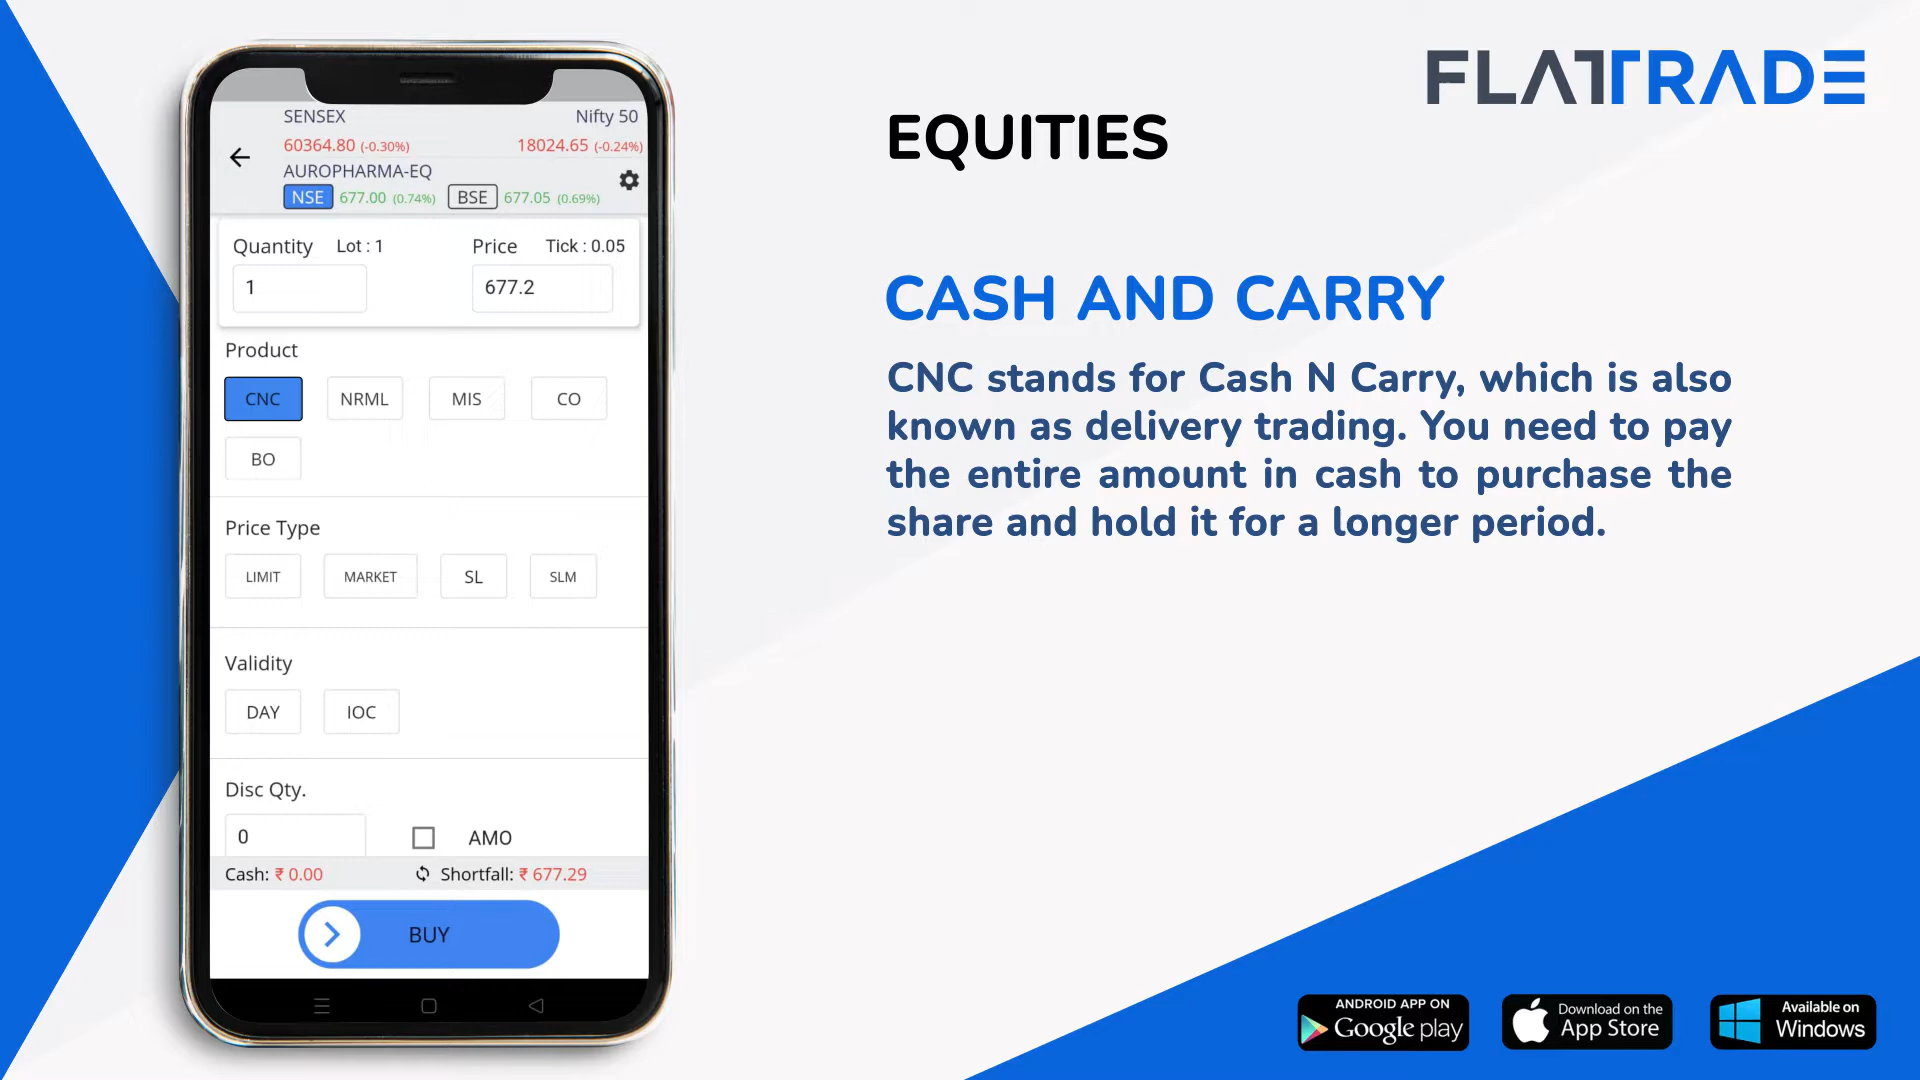 SENSEX Nifty 50
60364.80 (-0.30%) 18024.65 (-0.24%)
AUROPHARMA-EQ
NSE 677.00 (0.74%) BSE 677.05 (0.69%)
Quantity Lot : 1 Price Tick : 0.05
1 677.2
Product
CNC NRML MIS CO
BO
Price Type
LIMIT MARKET SL SLM
Validity
DAY IOC
Disc Qty.
0 AMO
Cash: ₹ 0.00 Shortfall: ₹ 677.29
BUY
FLATTRADE
EQUITIES
CASH AND CARRY
CNC stands for Cash N Carry, which is also
known as delivery trading. You need to pay
the entire amount in cash to purchase the
share and hold it for a longer period.
ANDROID APP ON
Google play
Download on the
App Store
Available on
Windows